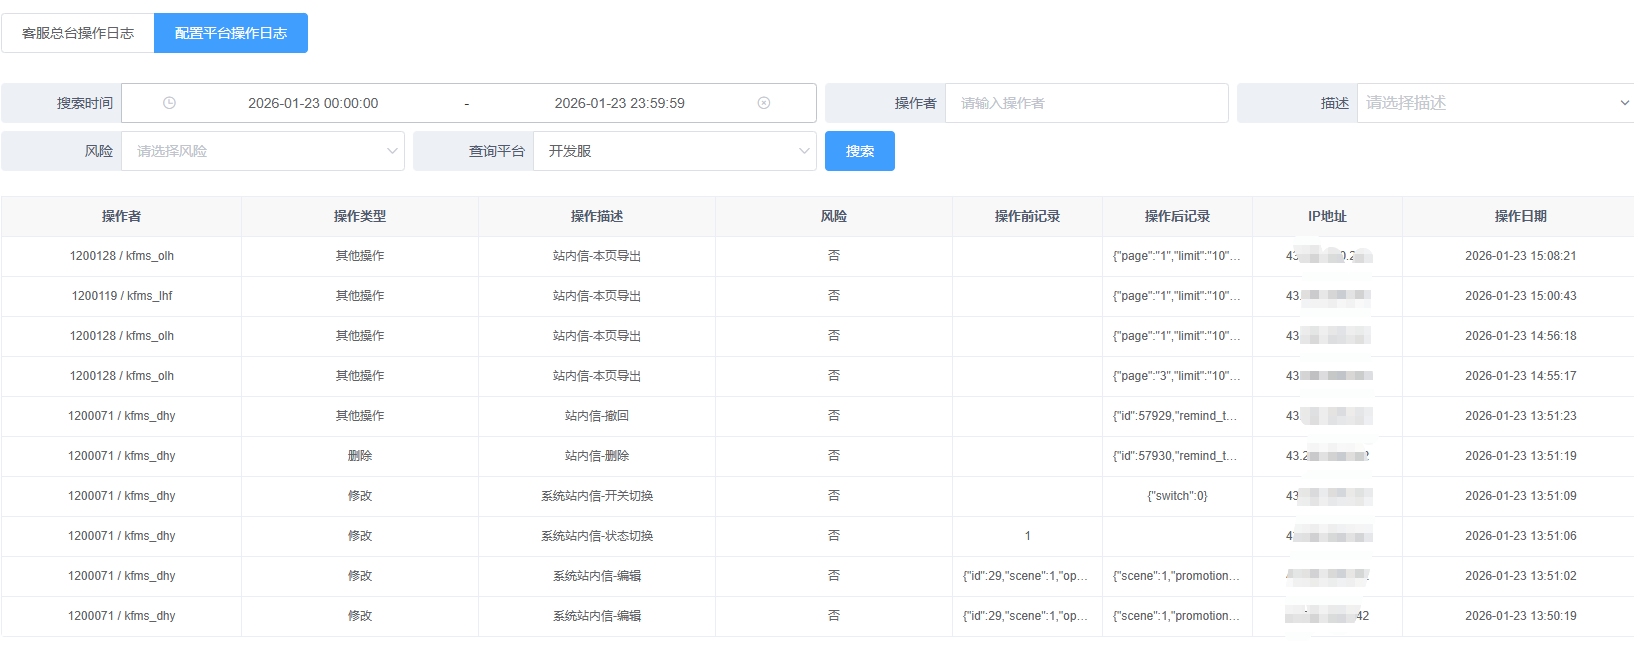 客服总台操作日志 配置平台操作日志
搜索时间 2026-01-23 00:00:00 - 2026-01-23 23:59:59 操作者 请输入操作者 描述 请选择描述
风险 请选择风险 查询平台 开发服 搜索
操作者 操作类型 操作描述 风险 操作前记录 操作后记录 IP地址 操作日期
1200128 / kfms_olh 其他操作 站内信-本页导出 否 {"page":"1","limit":"10"... 43 2026-01-23 15:08:21
1200119 / kfms_lhf 其他操作 站内信-本页导出 否 {"page":"1","limit":"10"... 43. 2026-01-23 15:00:43
1200128 / kfms_olh 其他操作 站内信-本页导出 否 {"page":"1","limit":"10"... 43 2026-01-23 14:56:18
1200128 / kfms_olh 其他操作 站内信-本页导出 否 {"page":"3","limit":"10"... 43 2026-01-23 14:55:17
1200071 / kfms_dhy 其他操作 站内信-撤回 否 {"id":57929,"remind_t... 43 2026-01-23 13:51:23
1200071 / kfms_dhy 删除 站内信-删除 否 {"id":57930,"remind_t... 43.2 2026-01-23 13:51:19
1200071 / kfms_dhy 修改 系统站内信-开关切换 否 {"switch":0} 43 2026-01-23 13:51:09
1200071 / kfms_dhy 修改 系统站内信-状态切换 否 1 2026-01-23 13:51:06
1200071 / kfms_dhy 修改 系统站内信-编辑 否 {"id":29,"scene":1,"op... {"scene":1,"promotion... 2026-01-23 13:51:02
1200071 / kfms_dhy 修改 系统站内信-编辑 否 {"id":29,"scene":1,"op... {"scene":1,"promotion... 42 2026-01-23 13:50:19